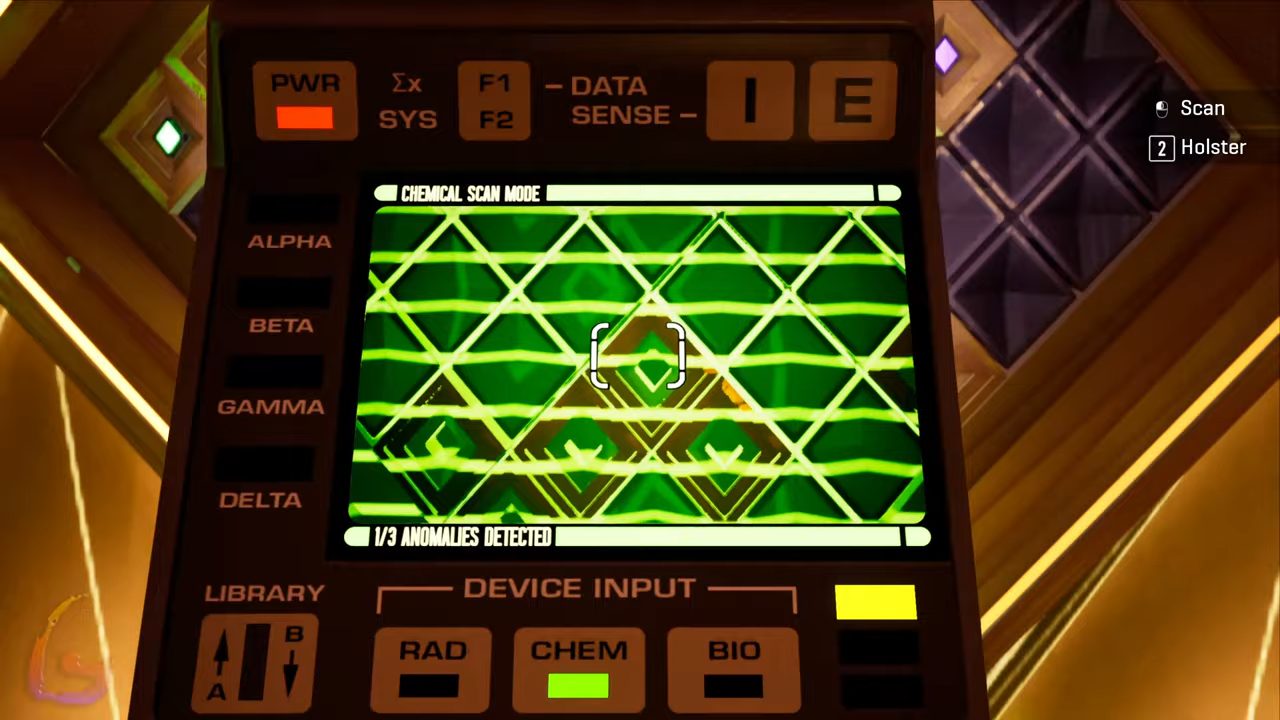 PWR
Σx
SYS
F1
F2
– DATA
SENSE –
I
E
Scan
2 Holster
CHEMICAL SCAN MODE
ALPHA
BETA
GAMMA
DELTA
1/3 ANOMALIES DETECTED
LIBRARY
A
B
DEVICE INPUT
RAD
CHEM
BIO